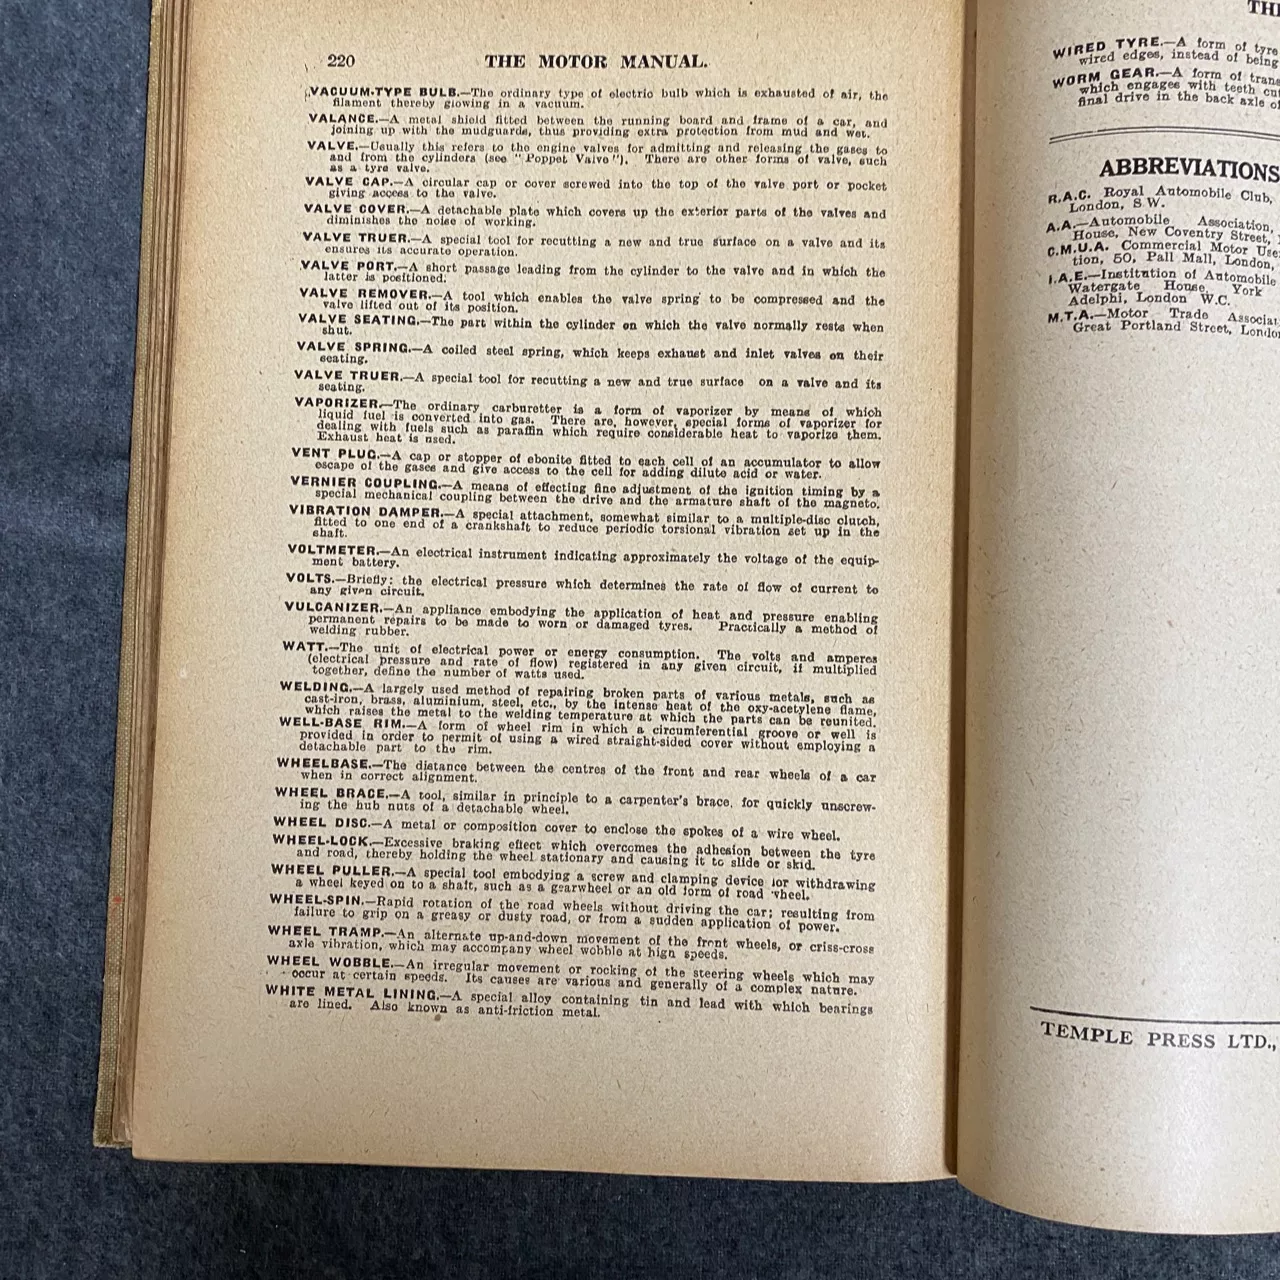 220 THE MOTOR MANUAL.
VACUUM-TYPE BULB.—The ordinary type of electric bulb which is exhausted of air, the
filament thereby glowing in a vacuum.
VALANCE.—A metal shield fitted between the running board and frame of a car, and
joining up with the mudguards, thus providing extra protection from mud and wet.
VALVE.—Usually this refers to the engine valves for admitting and releasing the gases to
and from the cylinders (see "Poppet Valve"). There are other forms of valve, such
as a tyre valve.
VALVE CAP.—A circular cap or cover screwed into the top of the valve port or pocket
giving access to the valve.
VALVE COVER.—A detachable plate which covers up the exterior parts of the valves and
diminishes the noise of working.
VALVE TRUER.—A special tool for recutting a new and true surface on a valve and its
ensures its accurate operation.
VALVE PORT.—A short passage leading from the cylinder to the valve and in which the
latter is positioned.
VALVE REMOVER.—A tool which enables the valve spring to be compressed and the
valve lifted out of its position.
VALVE SEATING.—The part within the cylinder on which the valve normally rests when
shut.
VALVE SPRING.—A coiled steel spring, which keeps exhaust and inlet valves on their
seating.
VALVE TRUER.—A special tool for recutting a new and true surface on a valve and its
seating.
VAPORIZER.—The ordinary carburetter is a form of vaporizer by means of which
liquid fuel is converted into gas. There are, however, special forms of vaporizer for
dealing with fuels such as paraffin which require considerable heat to vaporize them.
Exhaust heat is used.
VENT PLUG.—A cap or stopper of ebonite fitted to each cell of an accumulator to allow
escape of the gases and give access to the cell for adding dilute acid or water.
VERNIER COUPLING.—A means of effecting fine adjustment of the ignition timing by a
special mechanical coupling between the drive and the armature shaft of the magneto.
VIBRATION DAMPER.—A special attachment, somewhat similar to a multiple-disc clutch,
fitted to one end of a crankshaft to reduce periodic torsional vibration set up in the
shaft.
VOLTMETER.—An electrical instrument indicating approximately the voltage of the equip-
ment battery.
VOLTS.—Briefly: the electrical pressure which determines the rate of flow of current to
any given circuit.
VULCANIZER.—An appliance embodying the application of heat and pressure enabling
permanent repairs to be made to worn or damaged tyres. Practically a method of
welding rubber.
WATT.—The unit of electrical power or energy consumption. The volts and amperes
(electrical pressure and rate of flow) registered in any given circuit, if multiplied
together, define the number of watts used.
WELDING.—A largely used method of repairing broken parts of various metals, such as
cast-iron, brass, aluminium, steel, etc., by the intense heat of the oxy-acetylene flame,
which raises the metal to the welding temperature at which the parts can be reunited.
WELL-BASE RIM.—A form of wheel rim in which a circumferential groove or well is
provided in order to permit of using a wired straight-sided cover without employing a
detachable part to the rim.
WHEELBASE.—The distance between the centres of the front and rear wheels of a car
when in correct alignment.
WHEEL BRACE.—A tool, similar in principle to a carpenter's brace, for quickly unscrew-
ing the hub nuts of a detachable wheel.
WHEEL DISC.—A metal or composition cover to enclose the spokes of a wire wheel.
WHEEL-LOCK.—Excessive braking effect which overcomes the adhesion between the tyre
and road, thereby holding the wheel stationary and causing it to slide or skid.
WHEEL PULLER.—A special tool embodying a screw and clamping device for withdrawing
a wheel keyed on to a shaft, such as a gearwheel or an old form of road wheel.
WHEEL-SPIN.—Rapid rotation of the road wheels without driving the car; resulting from
failure to grip on a greasy or dusty road, or from a sudden application of power.
WHEEL TRAMP.—An alternate up-and-down movement of the front wheels, or criss-cross
axle vibration, which may accompany wheel wobble at high speeds.
WHEEL WOBBLE.—An irregular movement or rocking of the steering wheels which may
occur at certain speeds. Its causes are various and generally of a complex nature.
WHITE METAL LINING.—A special alloy containing tin and lead with which bearings
are lined. Also known as anti-friction metal.
WIRED TYRE.—A form of tyre
wired edges, instead of being
WORM GEAR.—A form of
which engages with teeth
final drive in the back axle
ABBREVIATIONS
R.A.C. Royal Automobile Club,
London, S.W.
A.A.—Automobile Association,
House, New Coventry Street,
C.M.U.A. Commercial Motor
tion, 50, Pall Mall, London,
I.A.E.—Institution of Automobile
Watergate House, York
Adelphi, London W.C.
M.T.A.—Motor Trade
Great Portland Street,
TEMPLE PRESS LTD.,